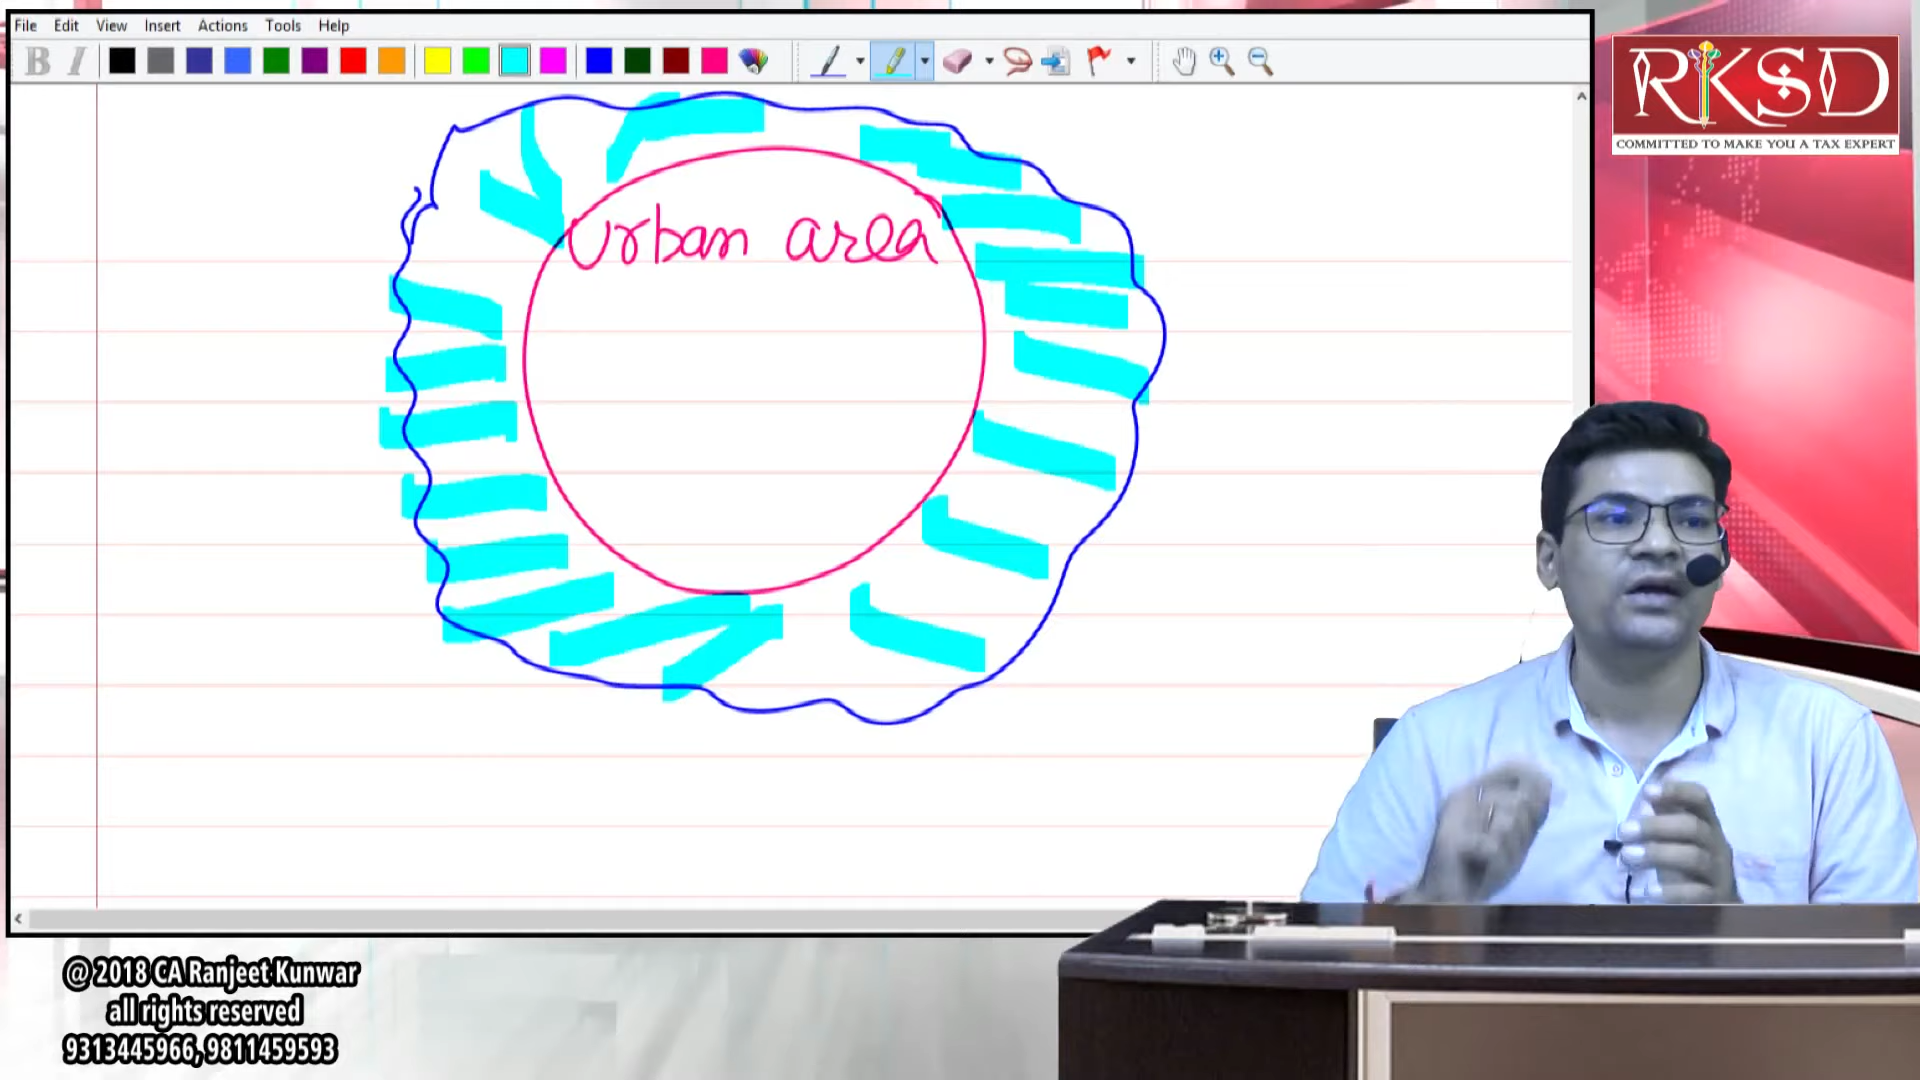 File Edit View Insert Actions Tools Help
B I
RKSD
COMMITTED TO MAKE YOU A TAX EXPERT
Urban area
@ 2018 CA Ranjeet Kunwar
all rights reserved
9313445966, 9811459593